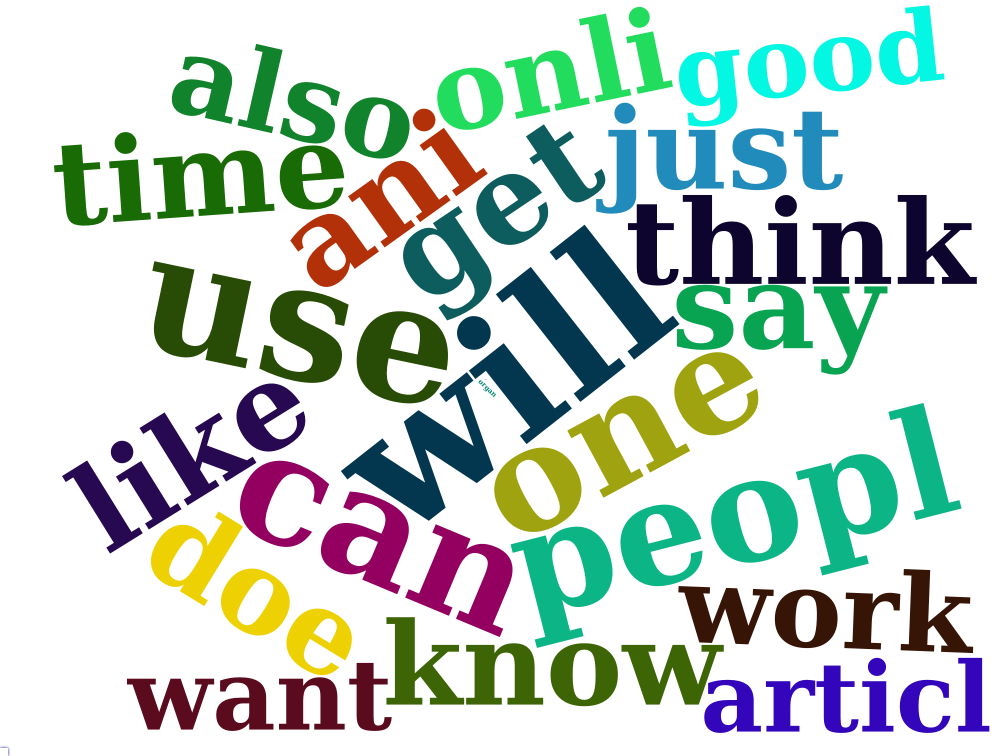 also
onli
good
time
ani
get
just
think
use
will
say
like
can
one
organ
peopl
doe
know
work
want
articl